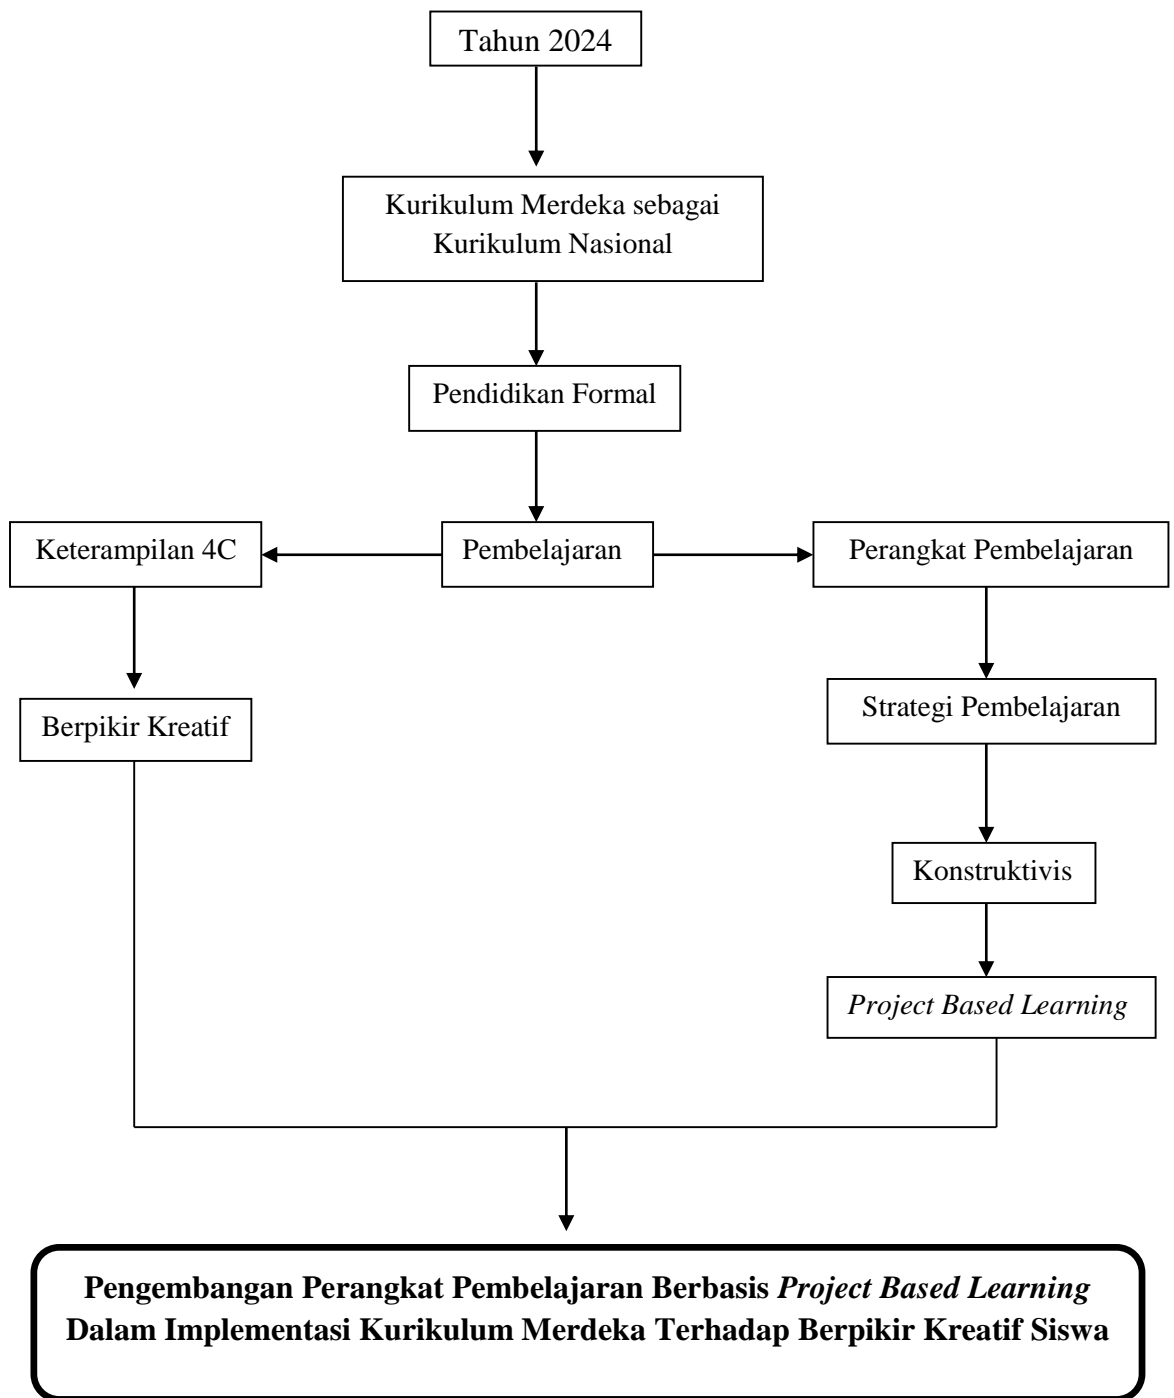 Tahun 2024
Kurikulum Merdeka sebagai
Kurikulum Nasional
Pendidikan Formal
Keterampilan 4C
Pembelajaran
Perangkat Pembelajaran
Berpikir Kreatif
Strategi Pembelajaran
Konstruktivis
Project Based Learning
Pengembangan Perangkat Pembelajaran Berbasis Project Based Learning
Dalam Implementasi Kurikulum Merdeka Terhadap Berpikir Kreatif Siswa